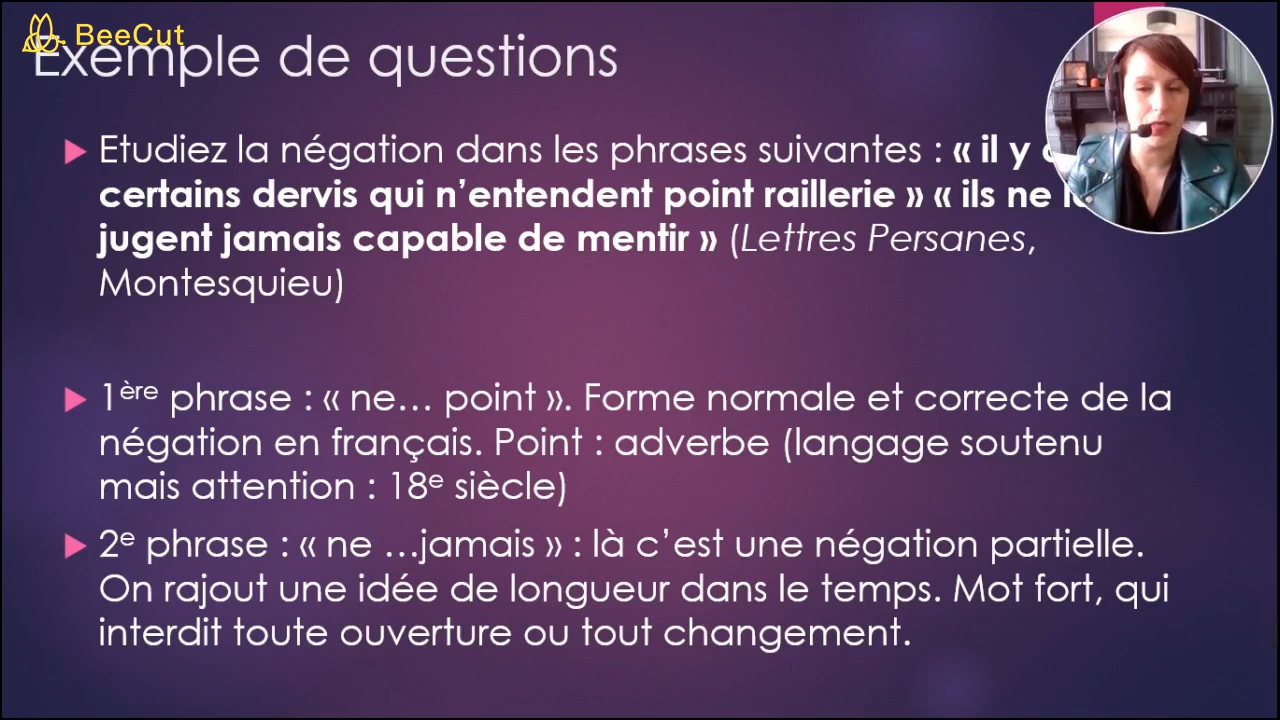 BeeCut
Exemple de questions
Etudiez la négation dans les phrases suivantes : « il y
certains dervis qui n’entendent point raillerie » « ils ne
jugent jamais capable de mentir » (Lettres Persanes,
Montesquieu)
1ère phrase : « ne… point ». Forme normale et correcte de la
négation en français. Point : adverbe (langage soutenu
mais attention : 18e siècle)
2e phrase : « ne …jamais » : là c’est une négation partielle.
On rajout une idée de longueur dans le temps. Mot fort, qui
interdit toute ouverture ou tout changement.